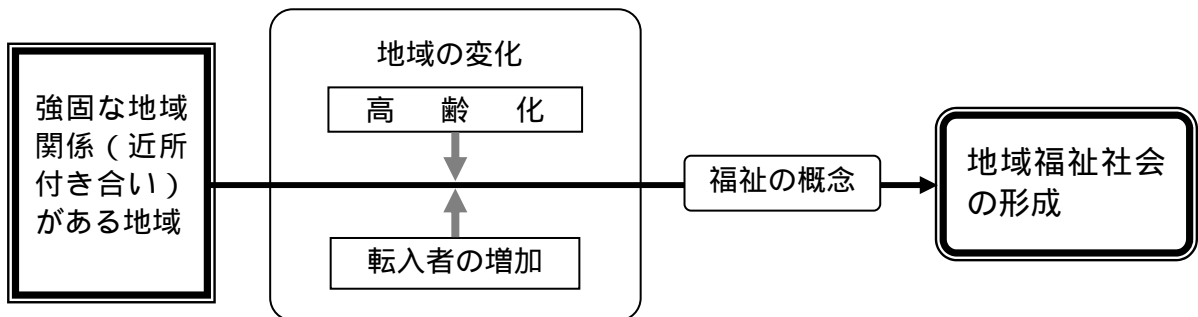 強固な地域
関係（近所
付き合い）
がある地域
地域の変化
高　齢　化
転入者の増加
福祉の概念
地域福祉社会
の形成